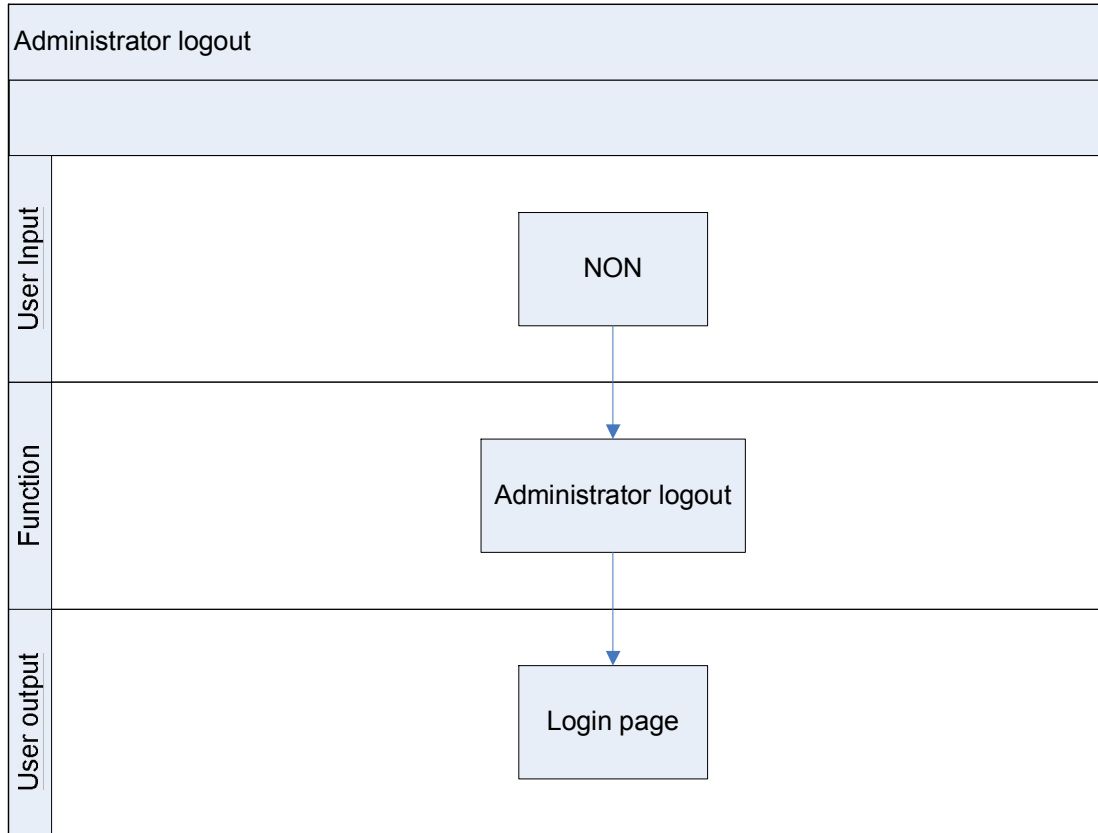 Administrator logout
User Input
NON
Function
Administrator logout
User output
Login page